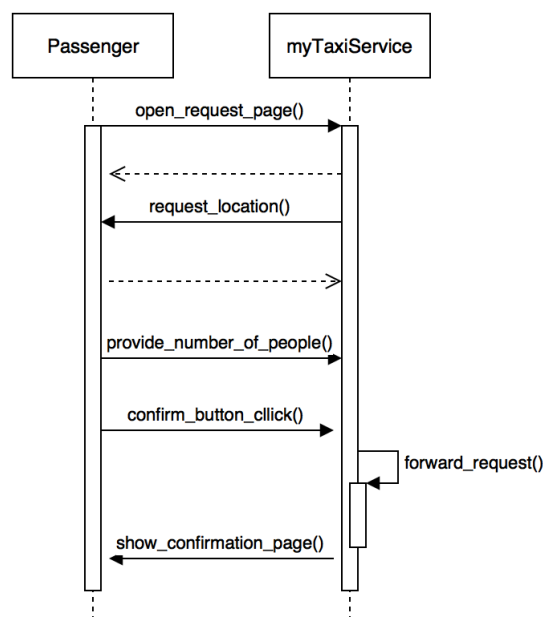 Passenger
myTaxiService
open_request_page()
request_location()
provide_number_of_people()
confirm_button_cllick()
forward_request()
show_confirmation_page()